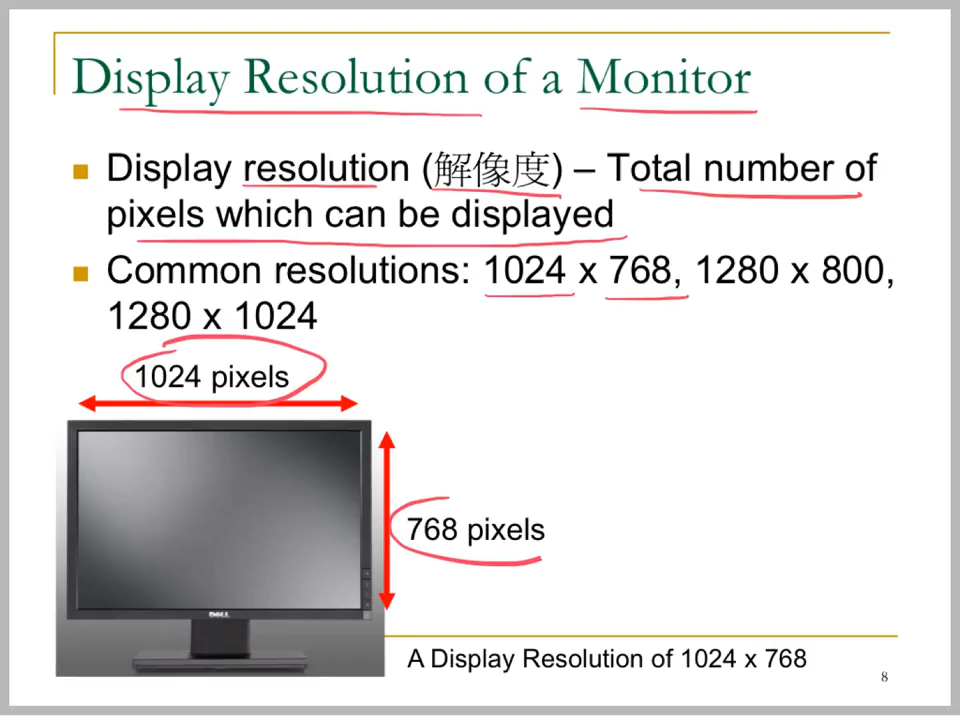 Display Resolution of a Monitor
Display resolution (解像度) – Total number of
pixels which can be displayed
Common resolutions: 1024 x 768, 1280 x 800,
1280 x 1024
1024 pixels
768 pixels
DELL
A Display Resolution of 1024 x 768
8